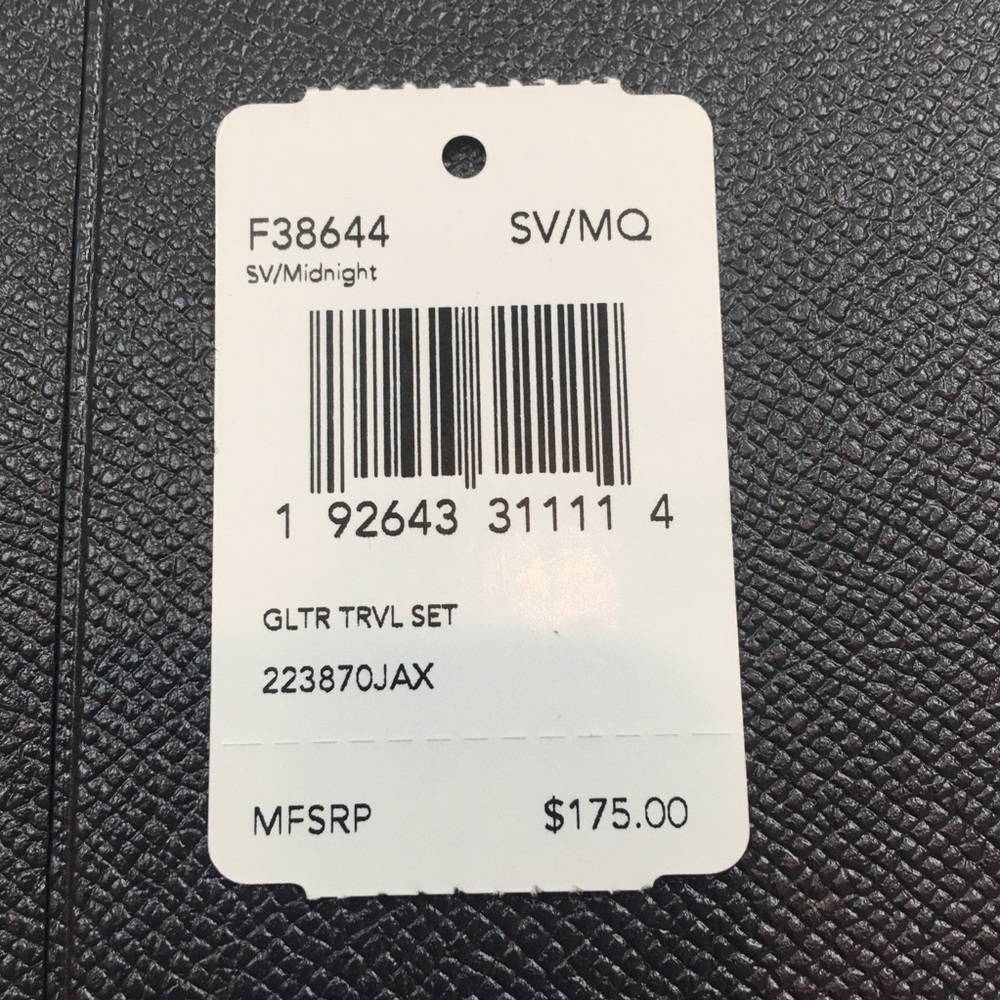 F38644 SV/MQ
SV/Midnight
1 92643 31111 4
GLTR TRVL SET
223870JAX
MFSRP $175.00